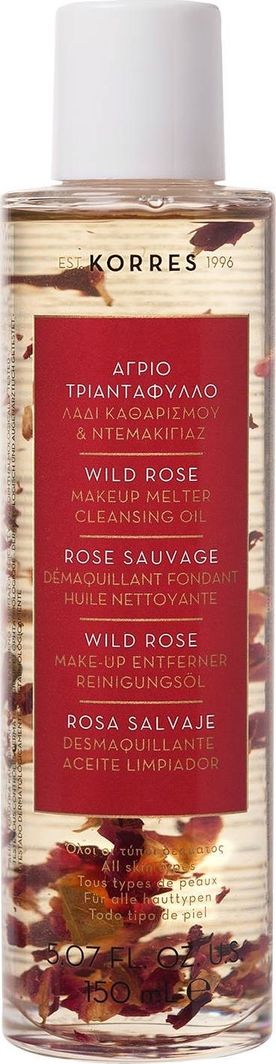 EST. KORRES 1996
ΑΓΡΙΟ
ΤΡΙΑΝΤΑΦΥΛΛΟ
ΛΑΔΙ ΚΑΘΑΡΙΣΜΟΥ
& ΝΤΕΜΑΚΙΓΙΑΖ
WILD ROSE
MAKEUP MELTER
CLEANSING OIL
ROSE SAUVAGE
DÉMAQUILLANT FONDANT
HUILE NETTOYANTE
WILD ROSE
MAKE-UP ENTFERNER
REINIGUNGSÖL
ROSA SALVAJE
DESMAQUILLANTE
ACEITE LIMPIADOR
Όλοι οι τύποι δέρματος
All skin types
Tous types de peaux
Für alle hauttypen
Todo tipo de piel
5.07 FL. OZ. U.S.
150 mL ℮